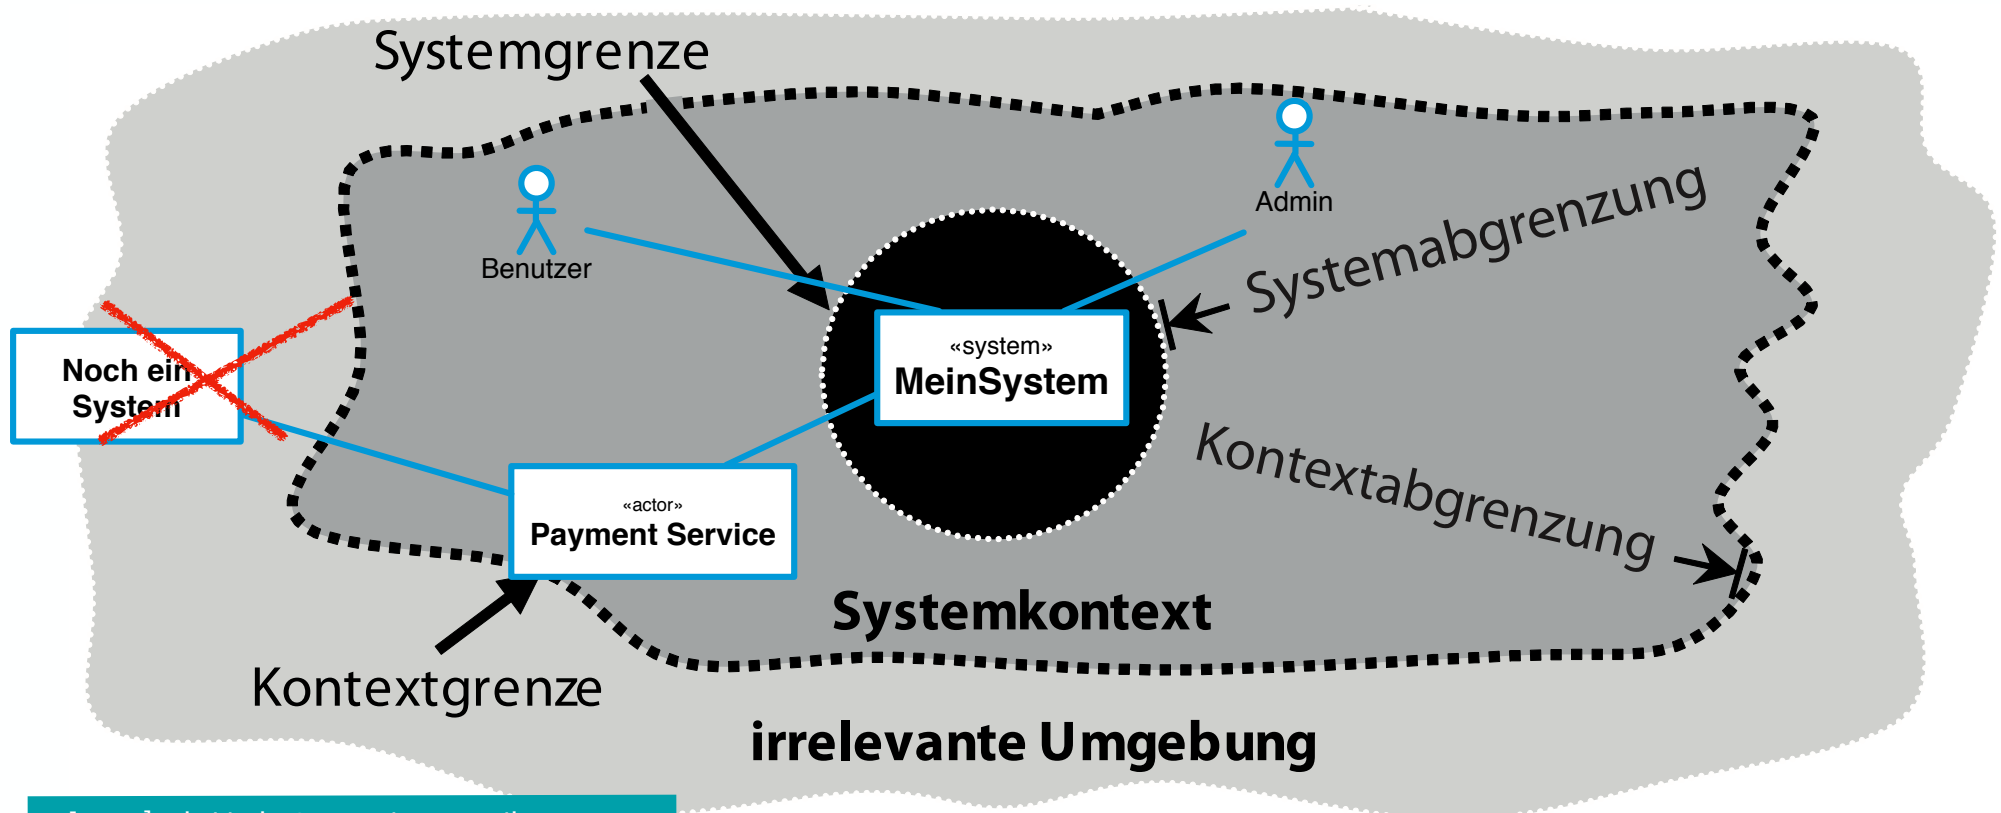 Systemgrenze
Admin
Systemabgrenzung
Benutzer
«system»
MeinSystem
Noch ein
System
Kontextabgrenzung
«actor»
Payment Service
Systemkontext
Kontextgrenze
irrelevante Umgebung